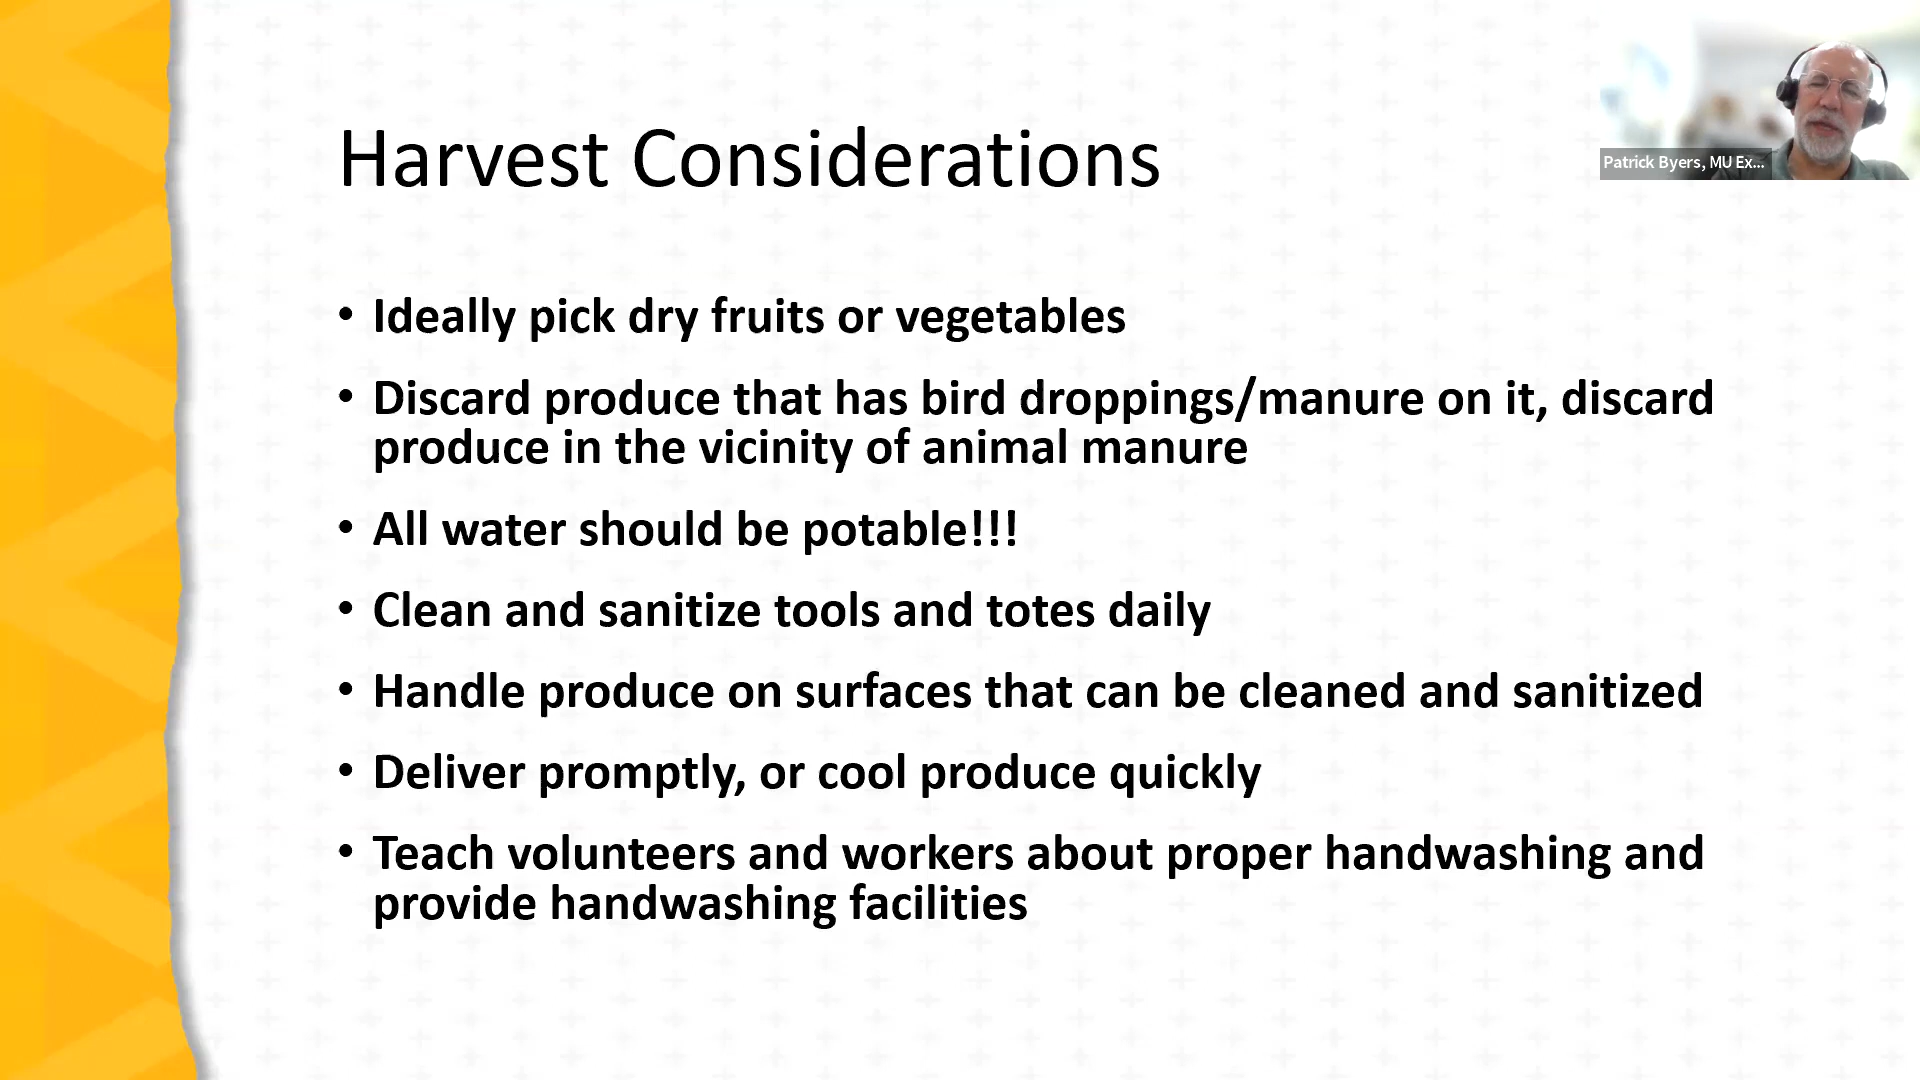 Patrick Byers, MU Ex...
Harvest Considerations
• Ideally pick dry fruits or vegetables
• Discard produce that has bird droppings/manure on it, discard
produce in the vicinity of animal manure
• All water should be potable!!!
• Clean and sanitize tools and totes daily
• Handle produce on surfaces that can be cleaned and sanitized
• Deliver promptly, or cool produce quickly
• Teach volunteers and workers about proper handwashing and
provide handwashing facilities